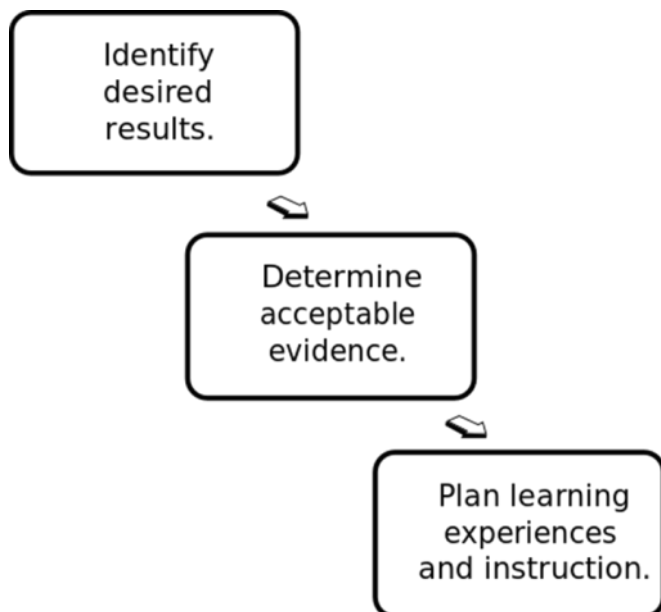 Identify
desired
results.
Determine
acceptable
evidence.
Plan learning
experiences
and instruction.